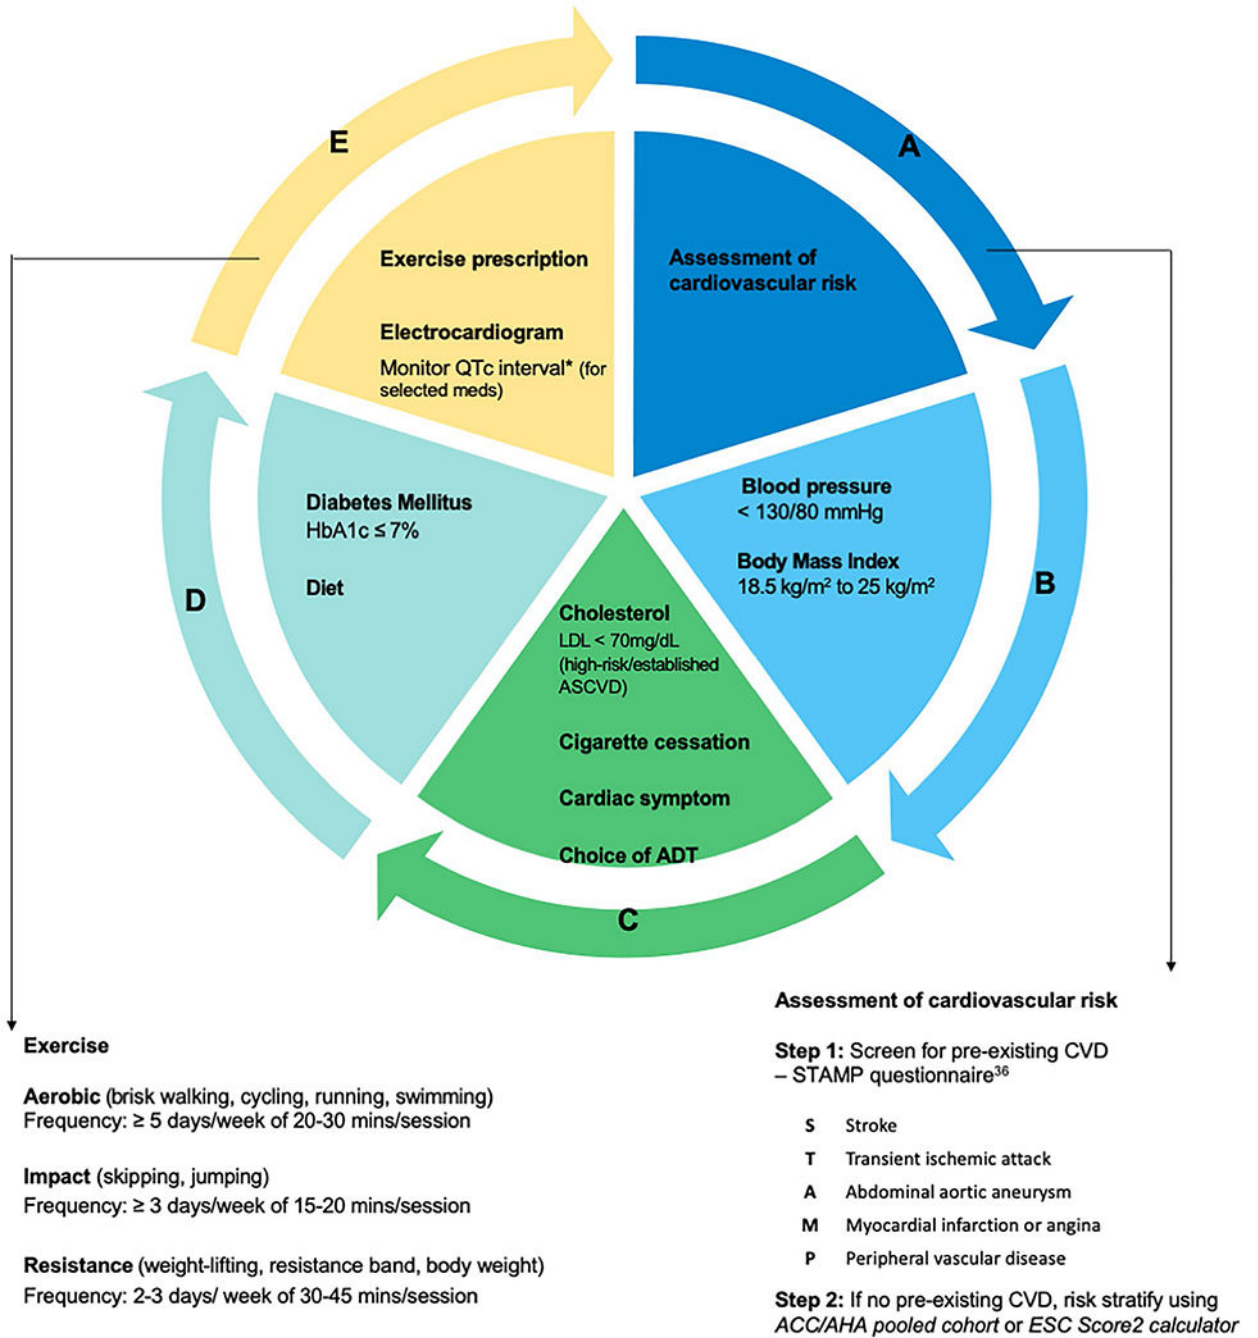 A
Assessment of
cardiovascular risk
B
Blood pressure
< 130/80 mmHg
Body Mass Index
18.5 kg/m² to 25 kg/m²
C
Cholesterol
LDL < 70mg/dL
(high-risk/established
ASCVD)
Cigarette cessation
Cardiac symptom
Choice of ADT
D
Diabetes Mellitus
HbA1c ≤ 7%
Diet
E
Exercise prescription
Electrocardiogram
Monitor QTc interval* (for
selected meds)
Exercise
Aerobic (brisk walking, cycling, running, swimming)
Frequency: ≥ 5 days/week of 20-30 mins/session
Impact (skipping, jumping)
Frequency: ≥ 3 days/week of 15-20 mins/session
Resistance (weight-lifting, resistance band, body weight)
Frequency: 2-3 days/ week of 30-45 mins/session
Assessment of cardiovascular risk
Step 1: Screen for pre-existing CVD
– STAMP questionnaire³⁶
S Stroke
T Transient ischemic attack
A Abdominal aortic aneurysm
M Myocardial infarction or angina
P Peripheral vascular disease
Step 2: If no pre-existing CVD, risk stratify using
ACC/AHA pooled cohort or ESC Score2 calculator